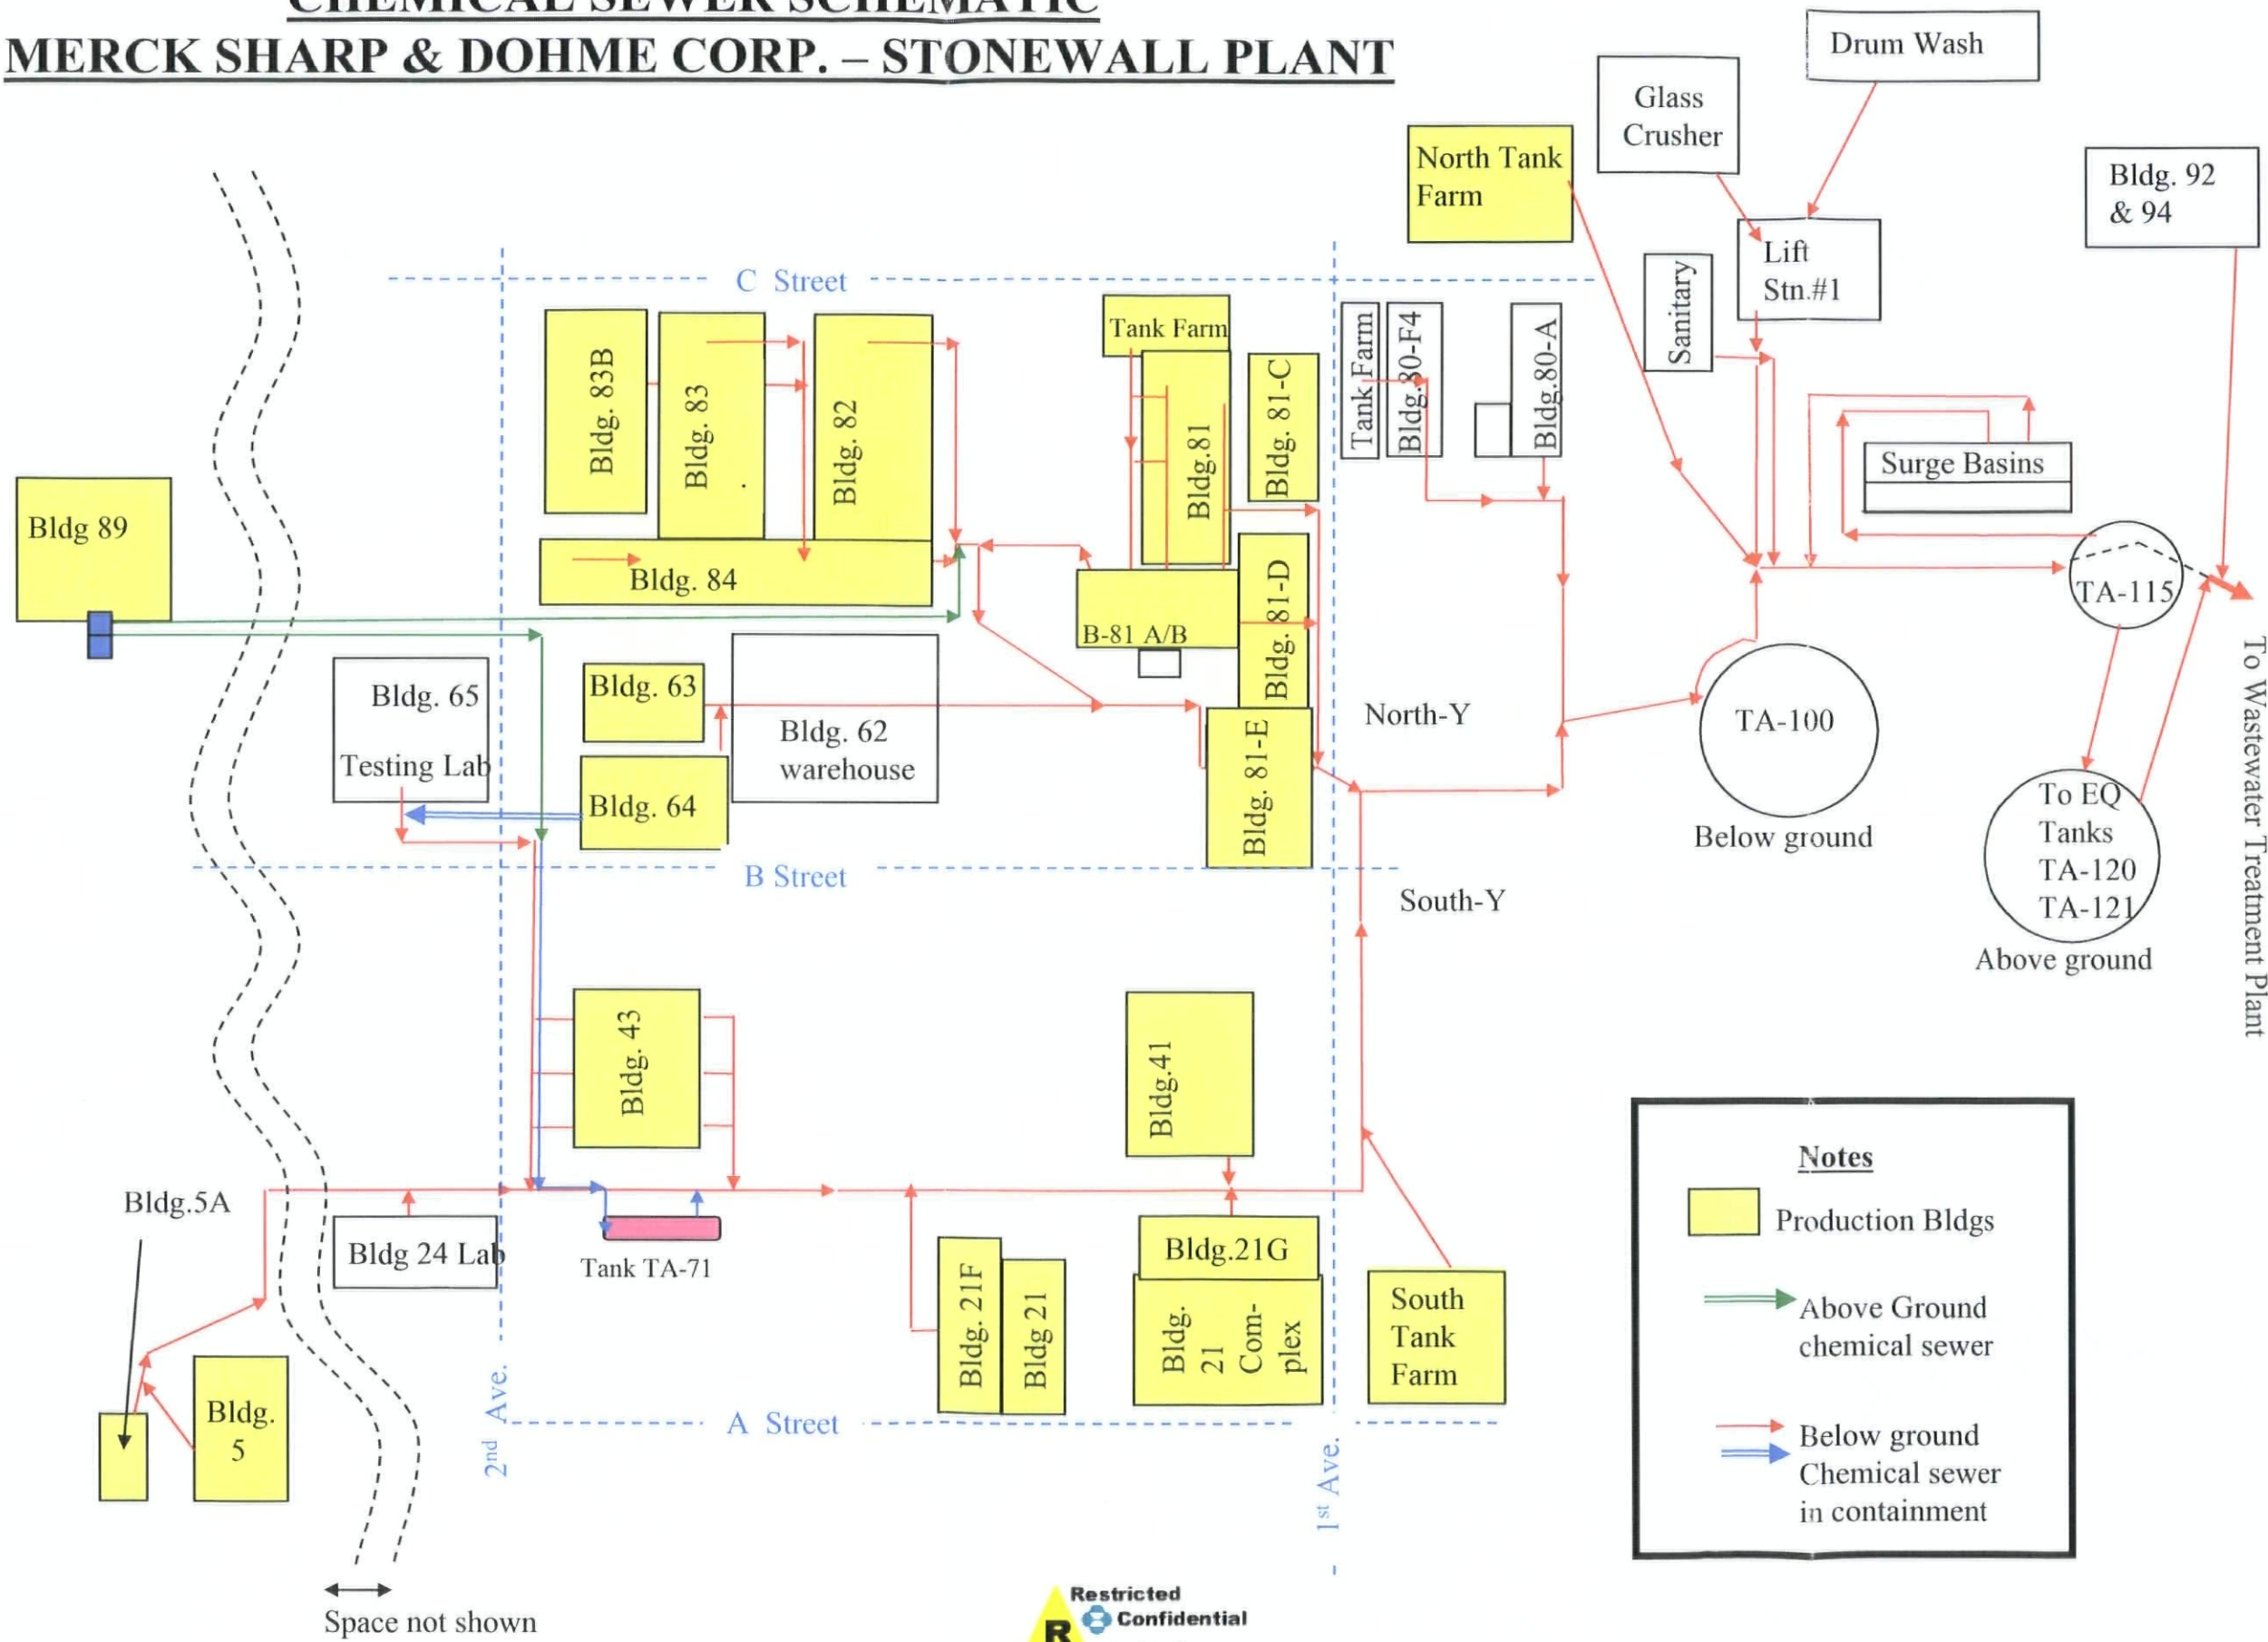 CHEMICAL SEWER SCHEMATIC
MERCK SHARP & DOHME CORP. – STONEWALL PLANT
Drum Wash
Glass
Crusher
North Tank
Farm
Bldg. 92
& 94
Lift
Stn.#1
Sanitary
C Street
Tank Farm
Bldg. 83B
Bldg. 83
Bldg. 82
Bldg.81
Bldg. 81-C
Tank Farm
Bldg.80-F4
Bldg.80-A
Surge Basins
Bldg 89
Bldg. 84
B-81 A/B
Bldg. 81-D
TA-115
Bldg. 65
Testing Lab
Bldg. 63
Bldg. 62
warehouse
Bldg. 64
Bldg. 81-E
North-Y
TA-100
Below ground
To EQ
Tanks
TA-120
TA-121
Above ground
To Wastewater Treatment Plant
B Street
South-Y
Bldg. 43
Bldg.41
Bldg.5A
Bldg 24 Lab
Tank TA-71
Bldg. 21F
Bldg 21
Bldg.21G
Bldg.
21
Com-
plex
South
Tank
Farm
Bldg.
5
2nd Ave.
A Street
1st Ave.
Notes
Production Bldgs
Above Ground
chemical sewer
Below ground
Chemical sewer
in containment
Space not shown
Restricted
R Confidential